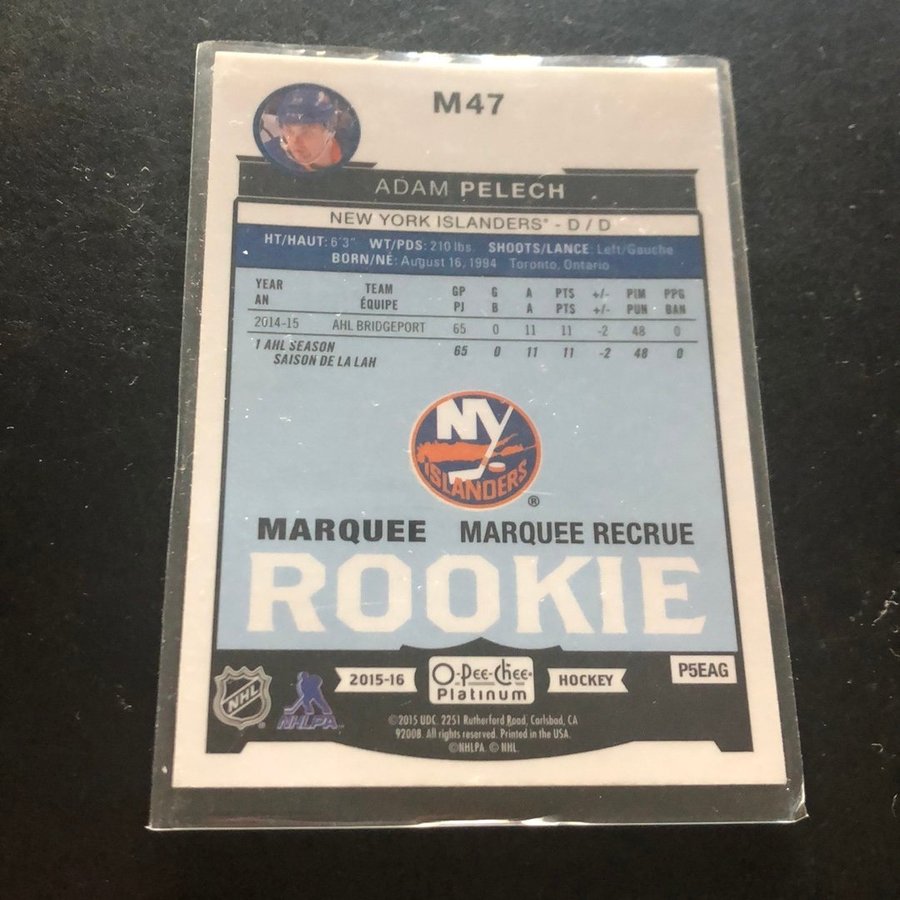 M47
ADAM PELECH
NEW YORK ISLANDERS® - D / D
HT/HAUT: 6'3" WT/PDS: 210 lbs. SHOOTS/LANCE: Left/Gauche
BORN/NÉ: August 16, 1994 Toronto, Ontario
YEAR TEAM GP G A PTS +/- PIM PPG
AN ÉQUIPE PJ B A PTS +/- PUN BAN
2014-15 AHL BRIDGEPORT 65 0 11 11 -2 48 0
1 AHL SEASON 65 0 11 11 -2 48 0
SAISON DE LA LAH
NY
ISLANDERS
®
MARQUEE MARQUEE RECRUE
ROOKIE
P5EAG
NHL NHLPA 2015-16 O-Pee-Chee HOCKEY
Platinum
©2015 UDC. 2251 Rutherford Road, Carlsbad, CA
92008. All rights reserved. Printed in the USA.
©NHLPA. © NHL.